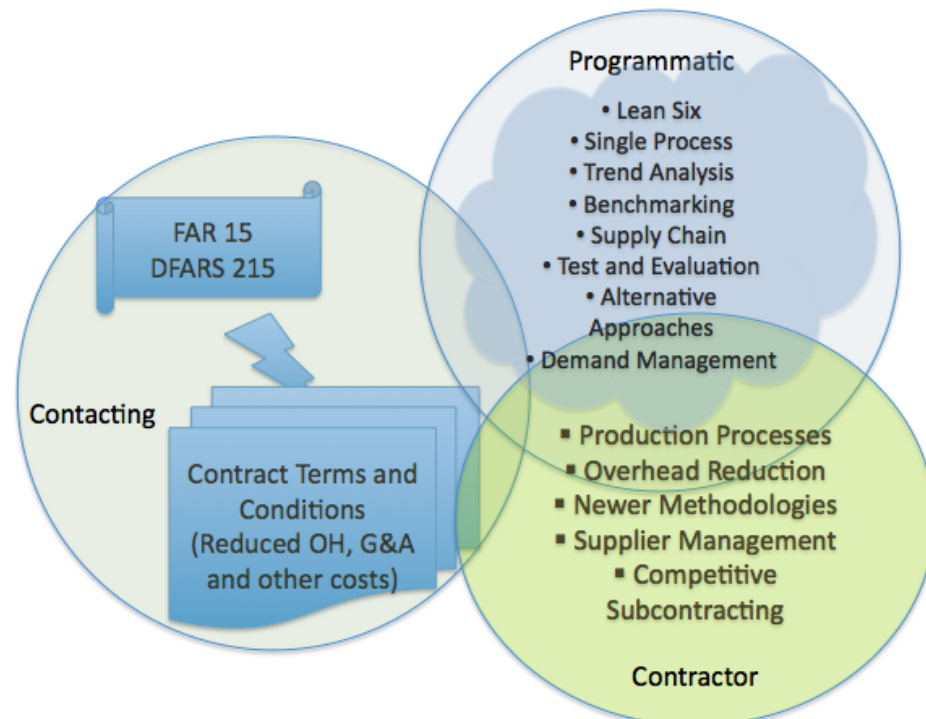 Programmatic
• Lean Six
• Single Process
• Trend Analysis
• Benchmarking
• Supply Chain
• Test and Evaluation
• Alternative
Approaches
• Demand Management
FAR 15
DFARS 215
Contacting
Contract Terms and
Conditions
(Reduced OH, G&A
and other costs)
▪ Production Processes
▪ Overhead Reduction
▪ Newer Methodologies
▪ Supplier Management
▪ Competitive
Subcontracting
Contractor